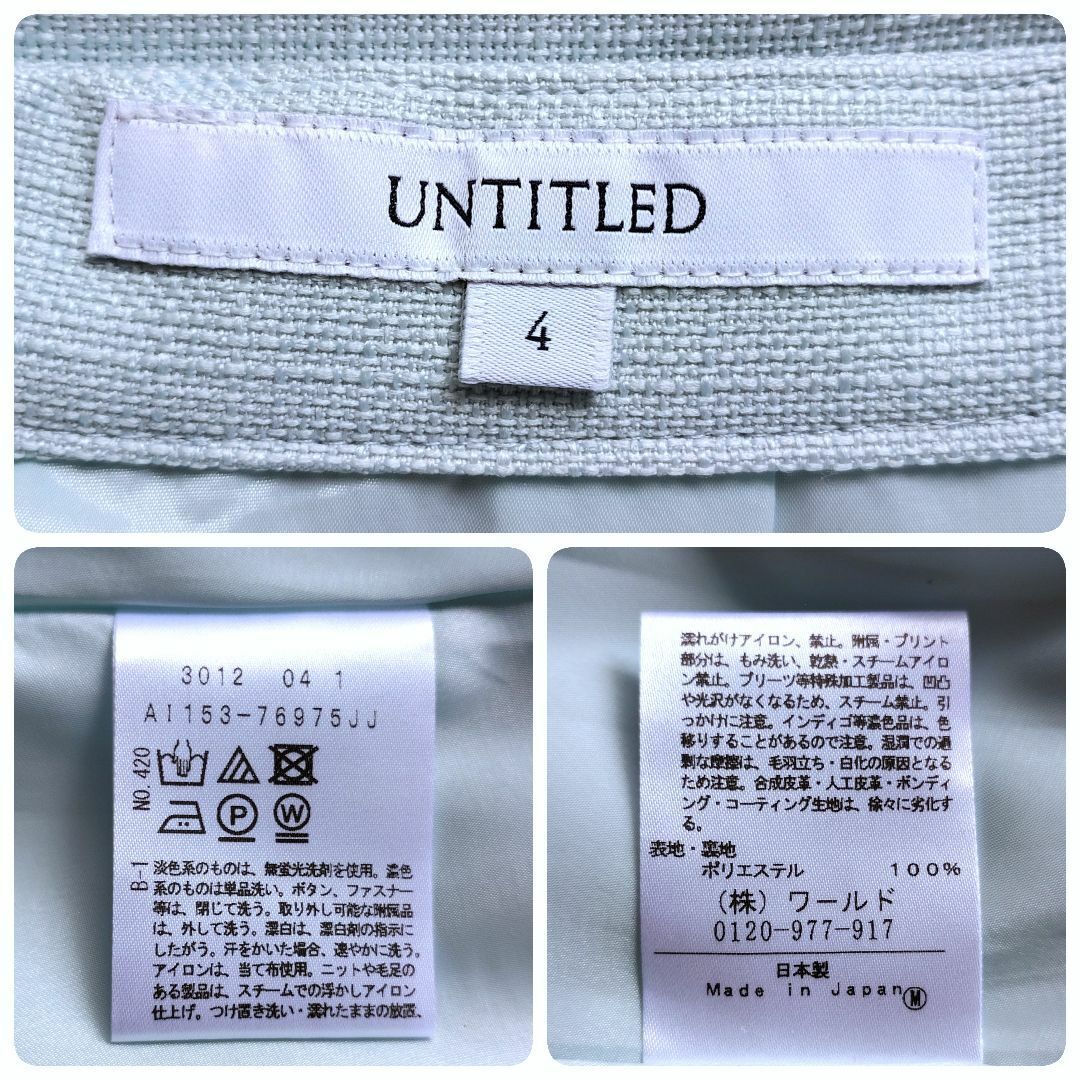 UNTITLED
4
3012 04 1
AI153-76975JJ
NO.420
B-1
P
W
淡色系のものは、無蛍光洗剤を使用。濃色
系のものは単品洗い。ボタン、ファスナー
等は、閉じて洗う。取り外し可能な附属品
は、外して洗う。漂白は、漂白剤の指示に
したがう。汗をかいた場合、速やかに洗う。
アイロンは、当て布使用。ニットや毛足の
ある製品は、スチームでの浮かしアイロン
仕上げ。つけ置き洗い・濡れたままの放置、
濡れがけアイロン、禁止。附属・プリント
部分は、もみ洗い、乾熱・スチームアイロ
ン禁止。プリーツ等特殊加工製品は、凹凸
や光沢がなくなるため、スチーム禁止。引
っかけに注意。インディゴ等濃色品は、色
移りすることがあるので注意。湿潤での過
剰な摩擦は、毛羽立ち・白化の原因となる
ため注意。合成皮革・人工皮革・ボンディ
ング・コーティング生地は、徐々に劣化す
る。
表地・裏地
ポリエステル 100%
(株) ワールド
0120-977-917
日本製
Made in Japan Ⓜ